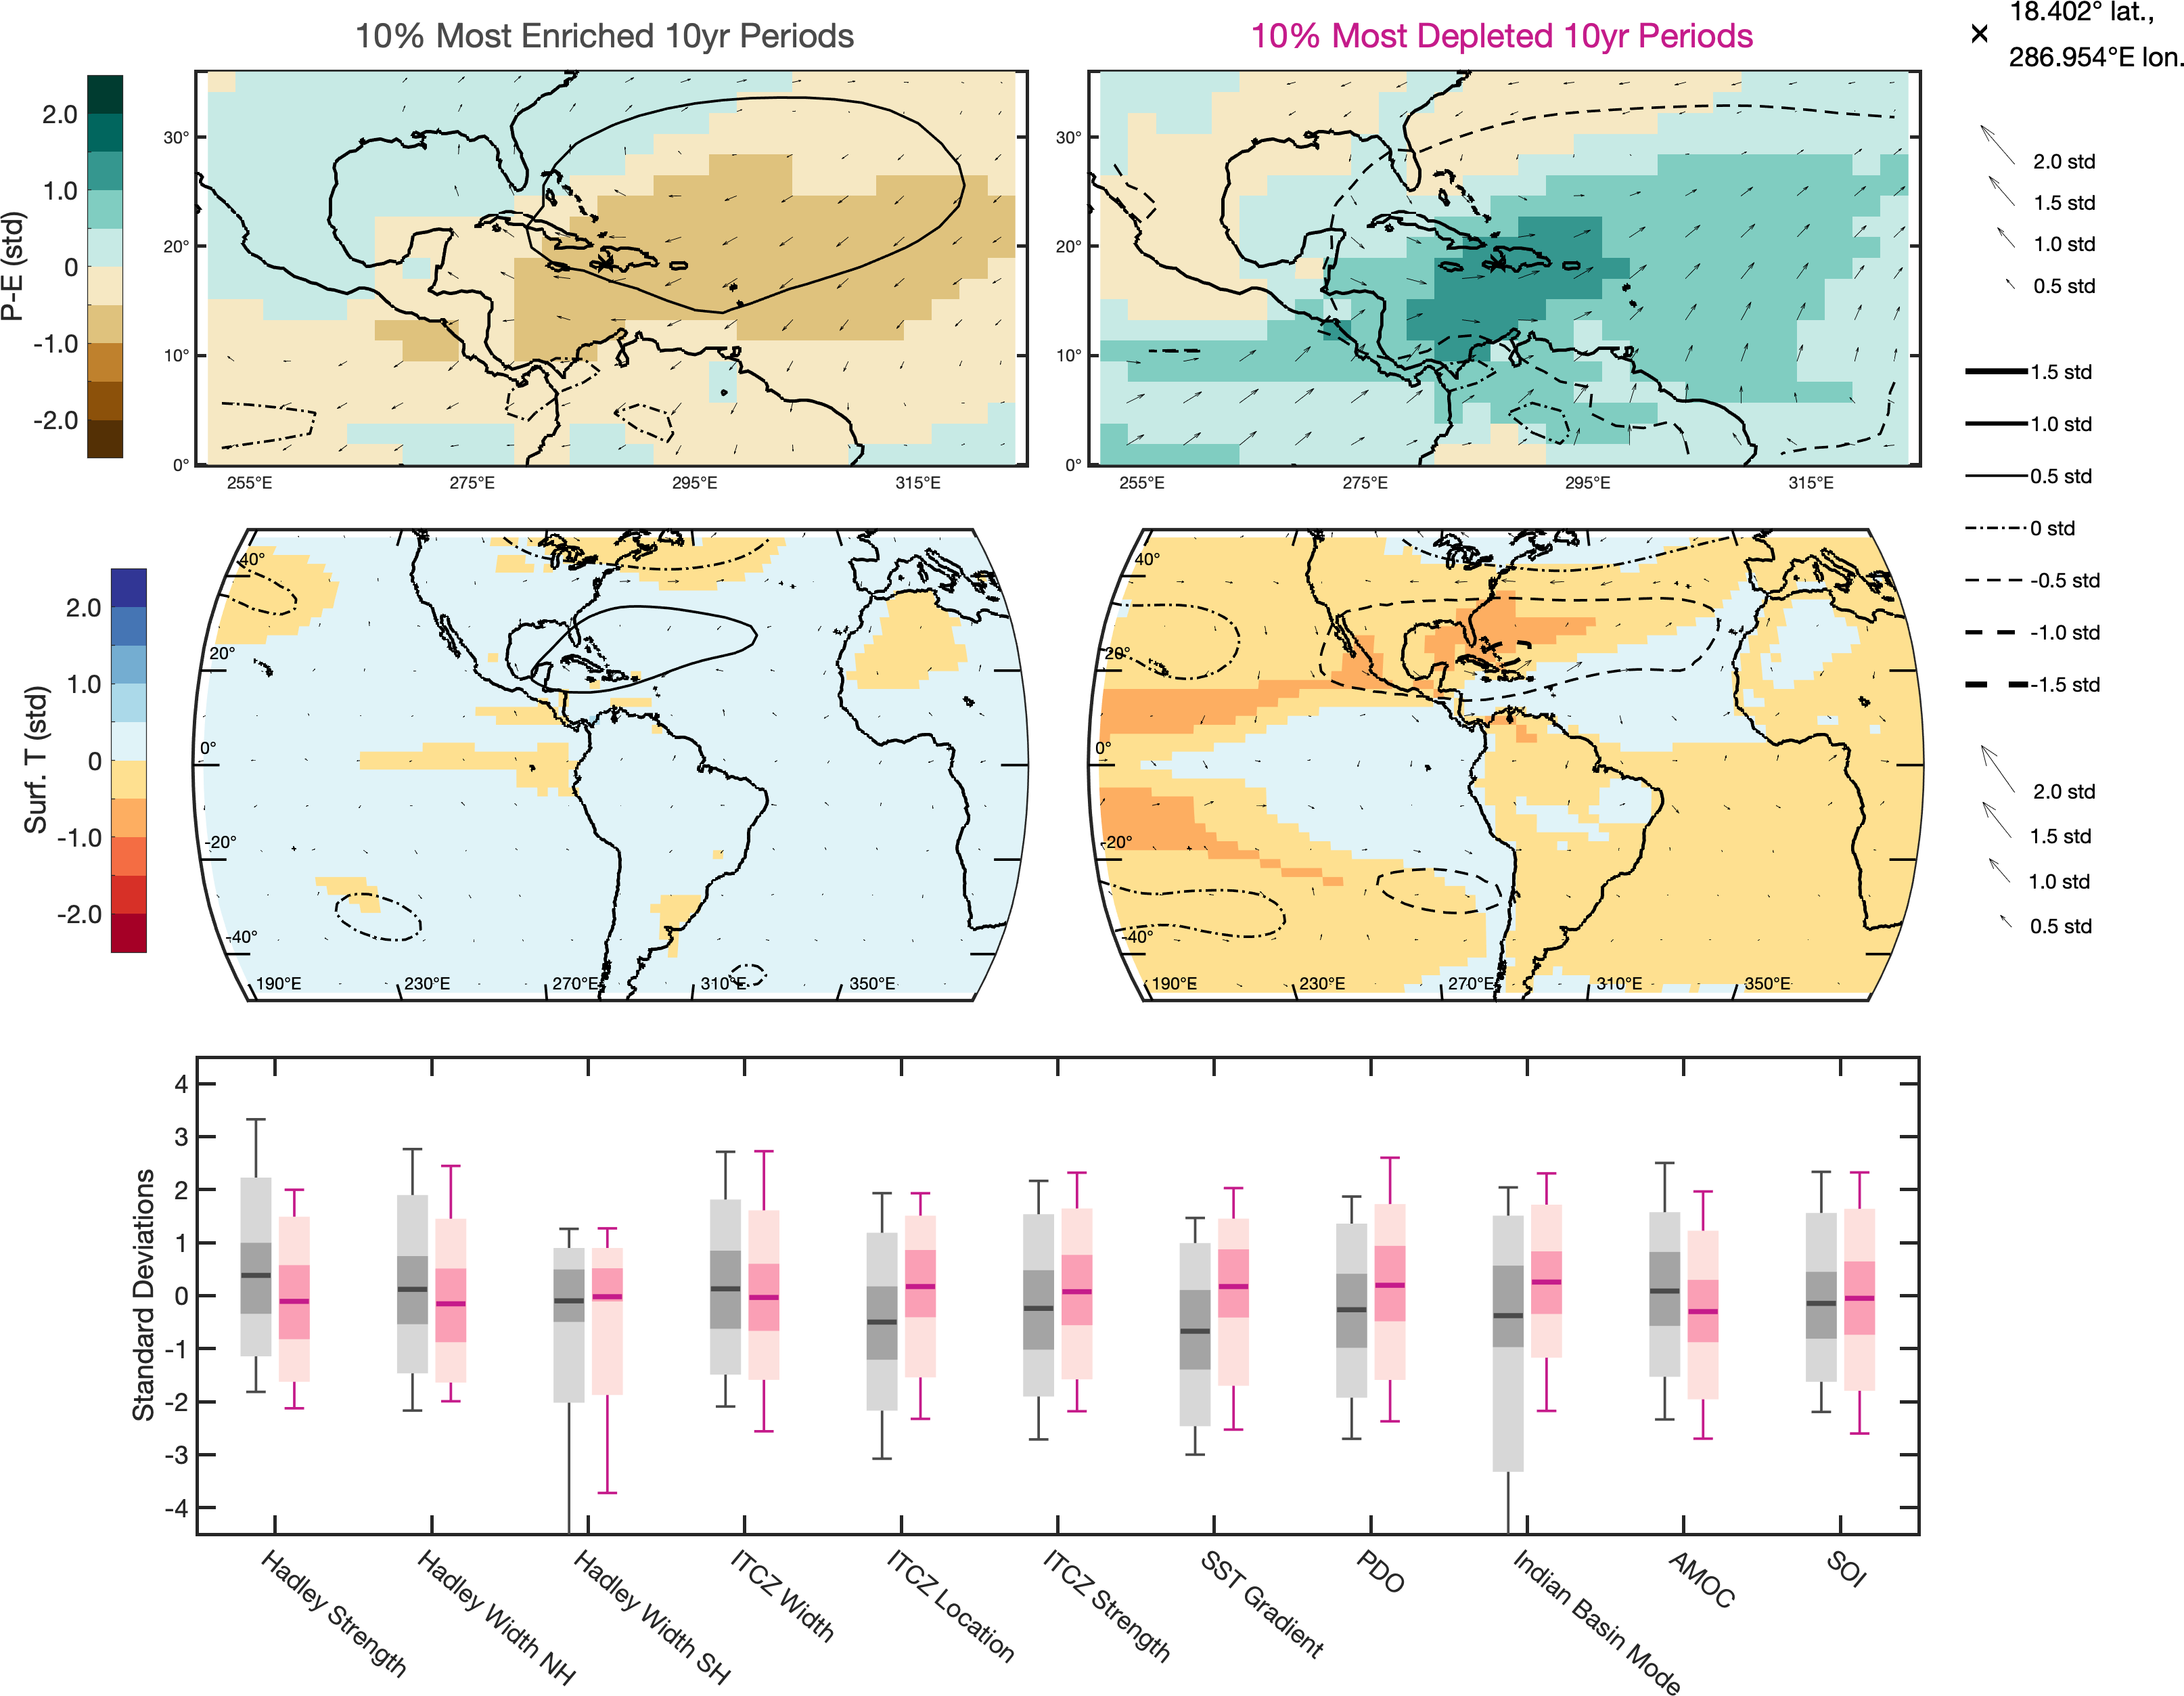 10% Most Enriched 10yr Periods
10% Most Depleted 10yr Periods
18.402° lat.,
286.954°E lon.
P-E (std)
2.0
1.0
0
-1.0
-2.0
30°
20°
10°
0°
255°E
275°E
295°E
315°E
30°
20°
10°
0°
255°E
275°E
295°E
315°E
2.0 std
1.5 std
1.0 std
0.5 std
1.5 std
1.0 std
0.5 std
0 std
-0.5 std
-1.0 std
-1.5 std
Surf. T (std)
2.0
1.0
0
-1.0
-2.0
40°
20°
0°
-20°
-40°
190°E
230°E
270°E
310°E
350°E
40°
20°
0°
-20°
-40°
190°E
230°E
270°E
310°E
350°E
2.0 std
1.5 std
1.0 std
0.5 std
Standard Deviations
4
3
2
1
0
-1
-2
-3
-4
Hadley Strength
Hadley Width NH
Hadley Width SH
ITCZ Width
ITCZ Location
ITCZ Strength
SST Gradient
PDO
Indian Basin Mode
AMOC
SOI